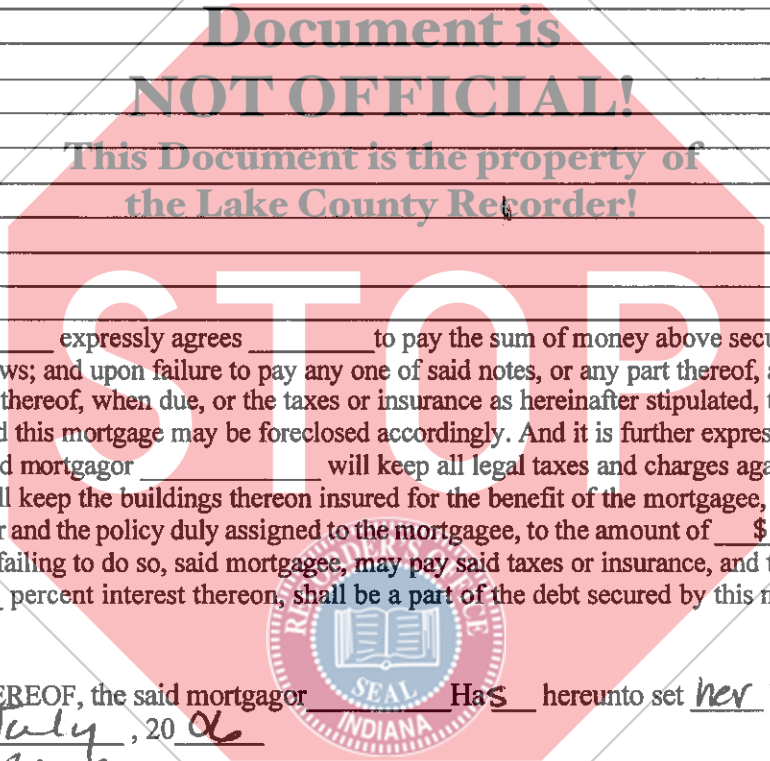 Document is
NOT OFFICIAL!
This Document is the property of
the Lake County Recorder!
STOP
expressly agrees to pay the sum of money above secu
ws; and upon failure to pay any one of said notes, or any part thereof, a
thereof, when due, or the taxes or insurance as hereinafter stipulated, t
d this mortgage may be foreclosed accordingly. And it is further expres
d mortgagor will keep all legal taxes and charges aga
ll keep the buildings thereon insured for the benefit of the mortgagee,
r and the policy duly assigned to the mortgagee, to the amount of $
failing to do so, said mortgagee, may pay said taxes or insurance, and t
percent interest thereon, shall be a part of the debt secured by this m
RECORDER'S OFFICE
SEAL
INDIANA
EREOF, the said mortgagor Has hereunto set her
July, 2006